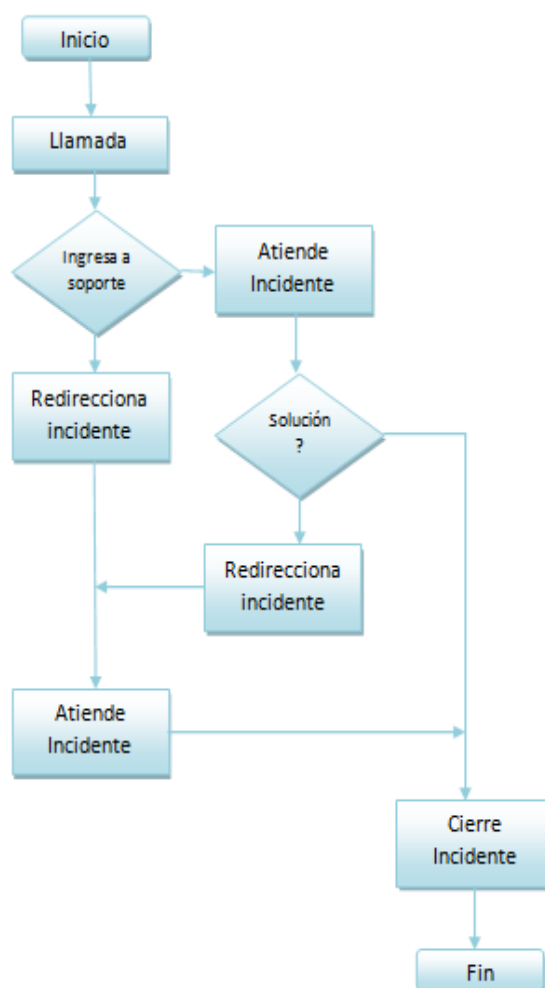 Inicio
Llamada
Ingresa a
soporte
Atiende
Incidente
Redirecciona
incidente
Solución
?
Redirecciona
incidente
Atiende
Incidente
Cierre
Incidente
Fin